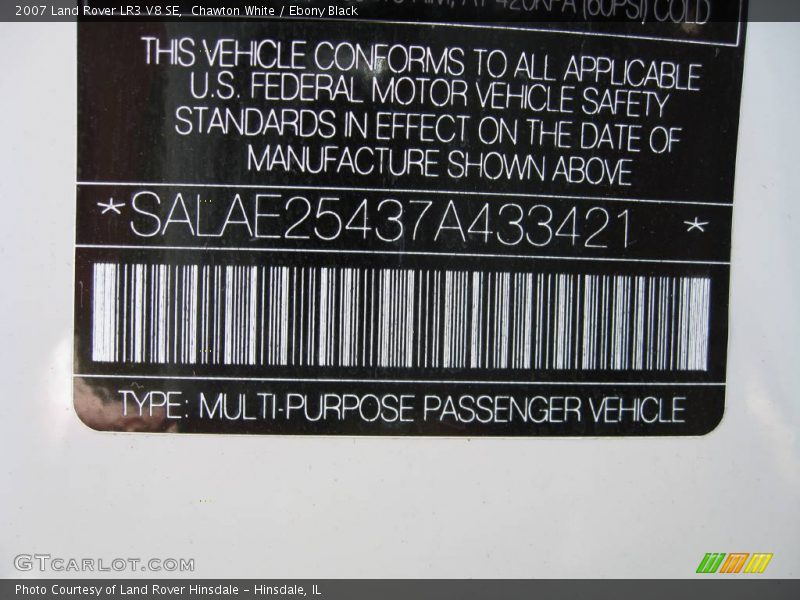 2007 Land Rover LR3 V8 SE, Chawton White / Ebony Black
(60PSI) COLD
THIS VEHICLE CONFORMS TO ALL APPLICABLE
U.S. FEDERAL MOTOR VEHICLE SAFETY
STANDARDS IN EFFECT ON THE DATE OF
MANUFACTURE SHOWN ABOVE
*SALAE25437A433421 *
TYPE: MULTI-PURPOSE PASSENGER VEHICLE
GTCARLOT.COM
Photo Courtesy of Land Rover Hinsdale - Hinsdale, IL